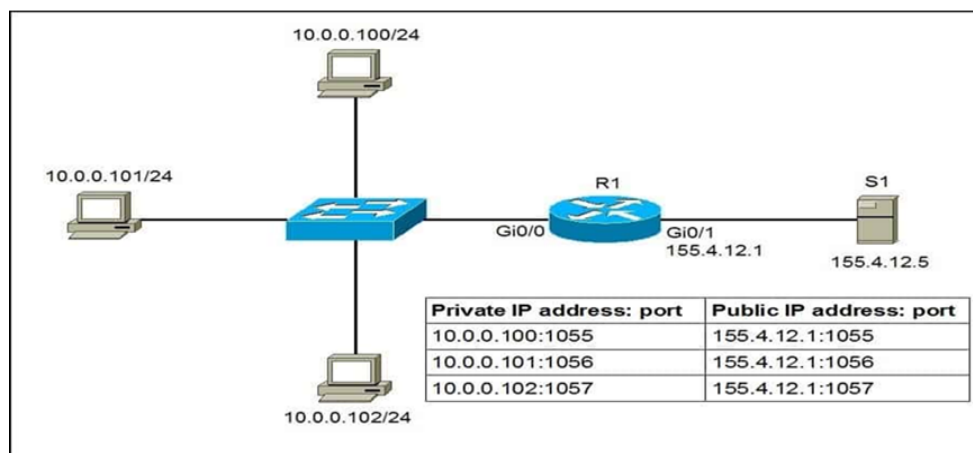 10.0.0.100/24
10.0.0.101/24
R1
S1
Gi0/0
Gi0/1
155.4.12.1
155.4.12.5
Private IP address: port Public IP address: port
10.0.0.100:1055 155.4.12.1:1055
10.0.0.101:1056 155.4.12.1:1056
10.0.0.102:1057 155.4.12.1:1057
10.0.0.102/24